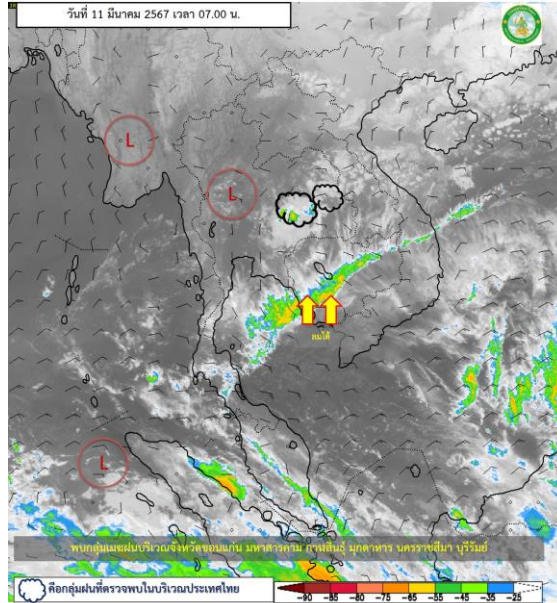 วันที่ 11 มีนาคม 2567 เวลา 07.00 น.
L
L
ลมใต้
L
พบกลุ่มเมฆฝนบริเวณจังหวัดขอนแก่น มหาสารคาม กาฬสินธุ์ มุกดาหาร นครราชสีมา บุรีรัมย์
คือกลุ่มฝนที่ตรวจพบในบริเวณประเทศไทย
-90 -85 -80 -75 -65 -55 -45 -35 -25